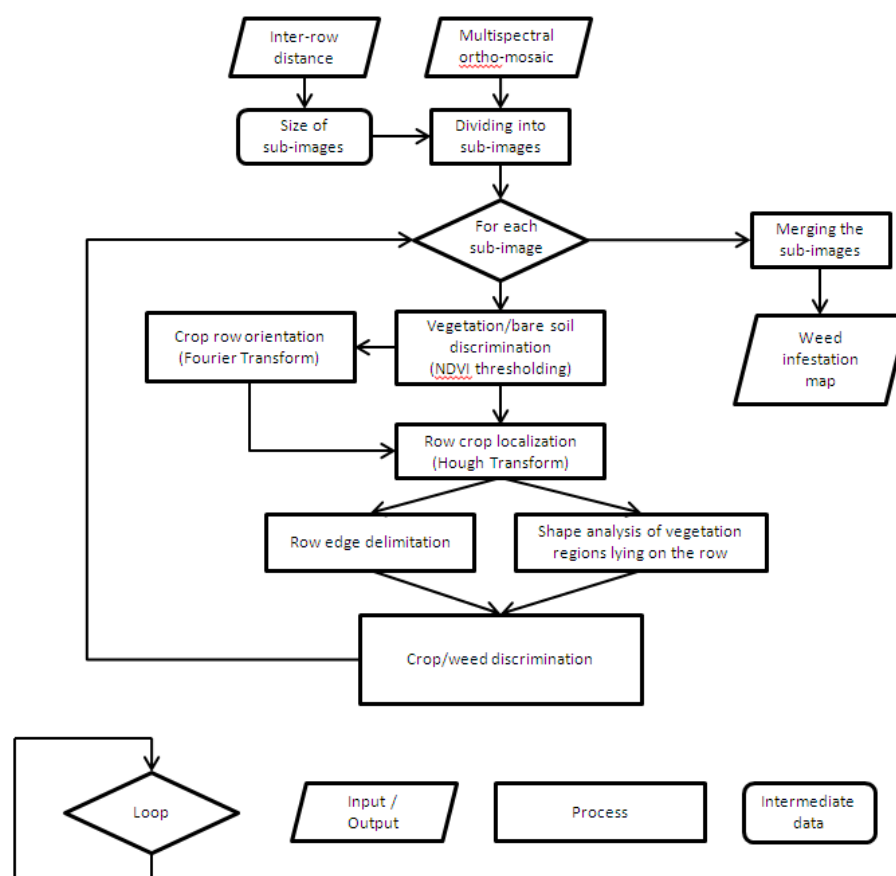 Inter-row
distance
Multispectral
ortho-mosaic
Size of
sub-images
Dividing into
sub-images
For each
sub-image
Merging the
sub-images
Crop row orientation
(Fourier Transform)
Vegetation/bare soil
discrimination
(NDVI thresholding)
Weed
infestation
map
Row crop localization
(Hough Transform)
Row edge delimitation
Shape analysis of vegetation
regions lying on the row
Crop/weed discrimination
Loop
Input /
Output
Process
Intermediate
data